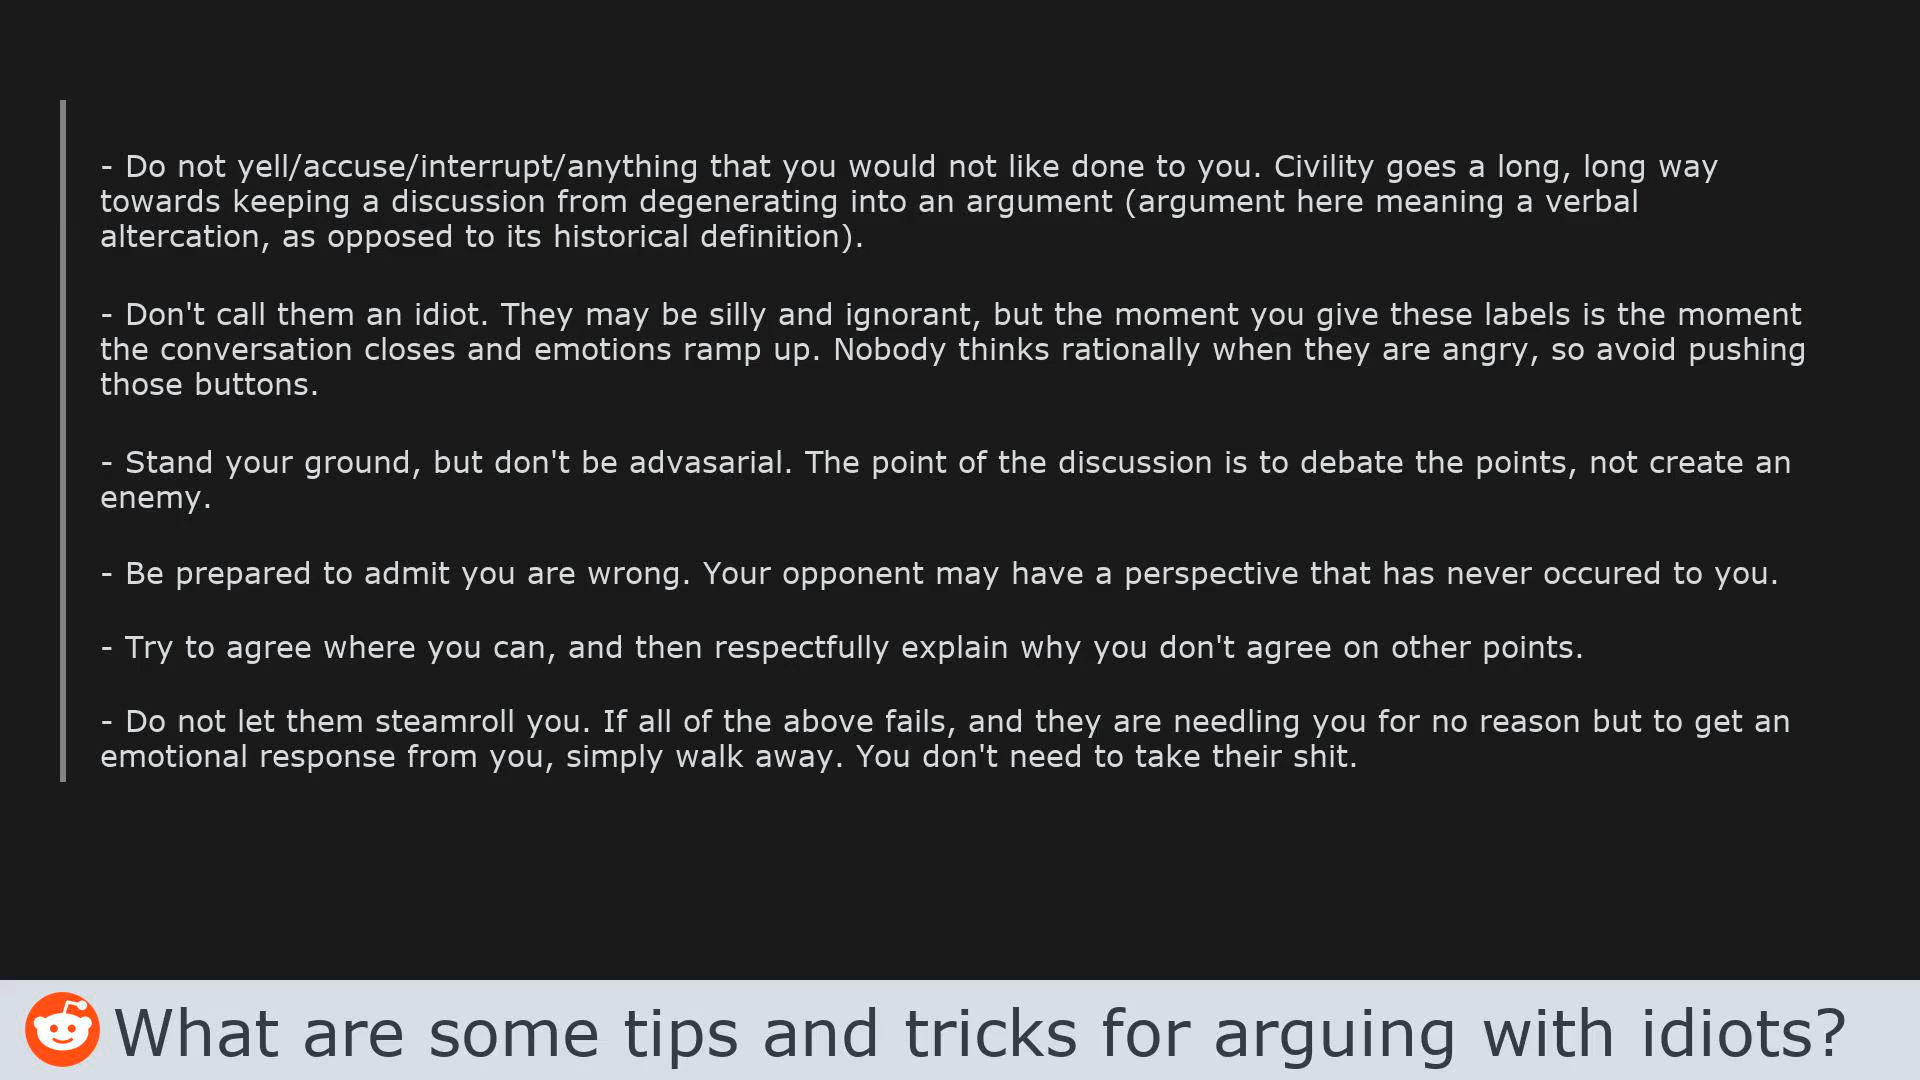 - Do not yell/accuse/interrupt/anything that you would not like done to you. Civility goes a long, long way
towards keeping a discussion from degenerating into an argument (argument here meaning a verbal
altercation, as opposed to its historical definition).
- Don't call them an idiot. They may be silly and ignorant, but the moment you give these labels is the moment
the conversation closes and emotions ramp up. Nobody thinks rationally when they are angry, so avoid pushing
those buttons.
- Stand your ground, but don't be advasarial. The point of the discussion is to debate the points, not create an
enemy.
- Be prepared to admit you are wrong. Your opponent may have a perspective that has never occured to you.
- Try to agree where you can, and then respectfully explain why you don't agree on other points.
- Do not let them steamroll you. If all of the above fails, and they are needling you for no reason but to get an
emotional response from you, simply walk away. You don't need to take their shit.
What are some tips and tricks for arguing with idiots?